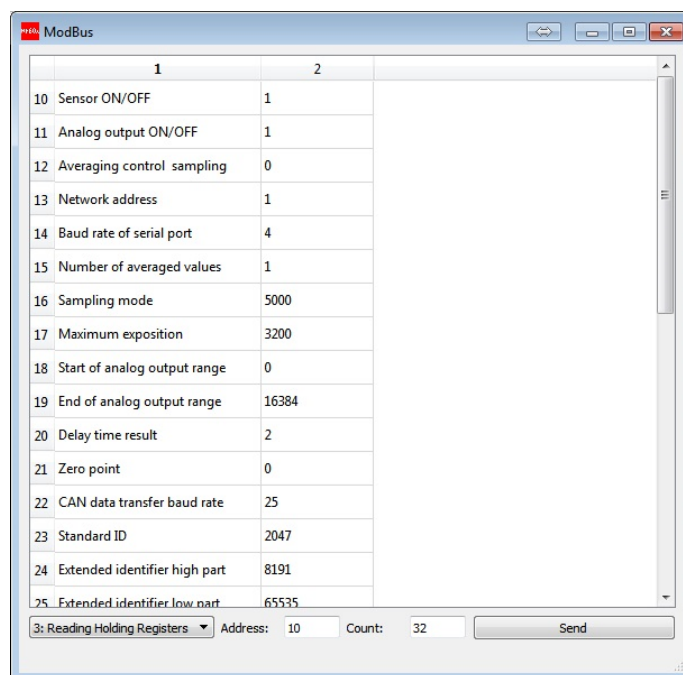 ModBus
1 2
10 Sensor ON/OFF 1
11 Analog output ON/OFF 1
12 Averaging control sampling 0
13 Network address 1
14 Baud rate of serial port 4
15 Number of averaged values 1
16 Sampling mode 5000
17 Maximum exposition 3200
18 Start of analog output range 0
19 End of analog output range 16384
20 Delay time result 2
21 Zero point 0
22 CAN data transfer baud rate 25
23 Standard ID 2047
24 Extended identifier high part 8191
25 Extended identifier low part 65535
3: Reading Holding Registers Address: 10 Count: 32 Send